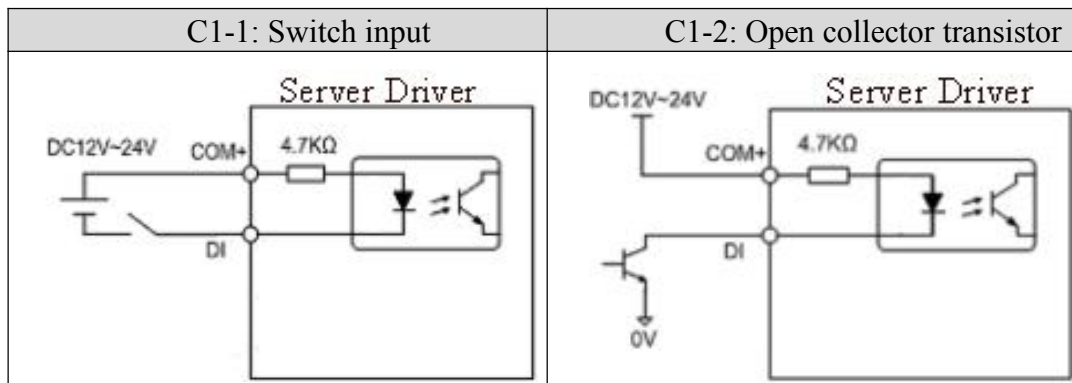 C1-1: Switch input
C1-2: Open collector transistor
Server Driver
DC12V~24V
COM+
4.7KΩ
DI
Server Driver
DC12V~24V
COM+
4.7KΩ
DI
0V